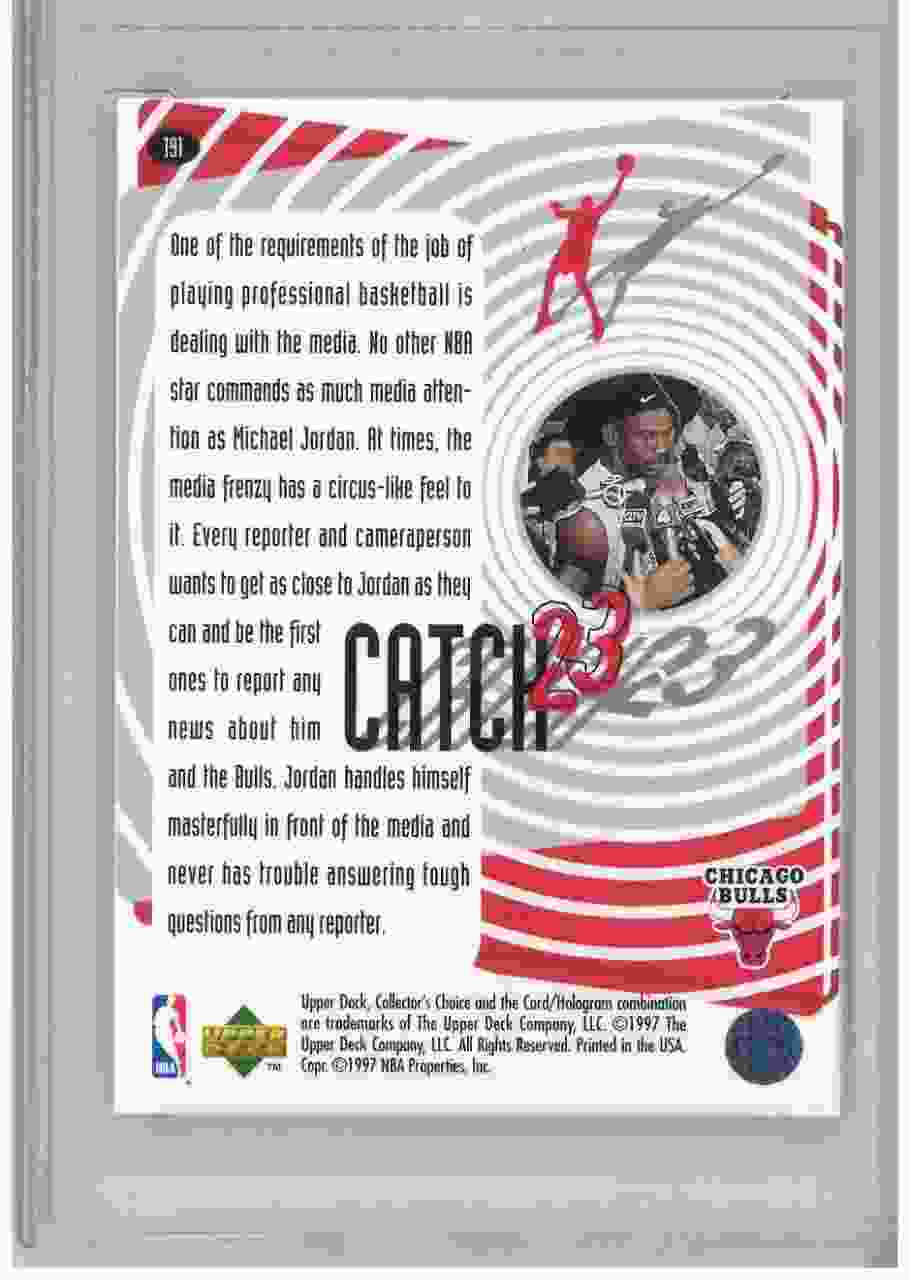 191
One of the requirements of the job of
playing professional basketball is
dealing with the media. No other NBA
star commands as much media atten-
tion as Michael Jordan. At times, the
media frenzy has a circus-like feel to
it. Every reporter and cameraperson
wants to get as close to Jordan as they
can and be the first
ones to report any
news about him
and the Bulls. Jordan handles himself
masterfully in front of the media and
never has trouble answering tough
questions from any reporter.
CATCH 23
23
CHICAGO
BULLS
NBA
UPPER
DECK
TM
Upper Deck, Collector's Choice and the Card/Hologram combination
are trademarks of The Upper Deck Company, LLC. ©1997 The
Upper Deck Company, LLC. All Rights Reserved. Printed in the USA.
Copr. ©1997 NBA Properties, Inc.